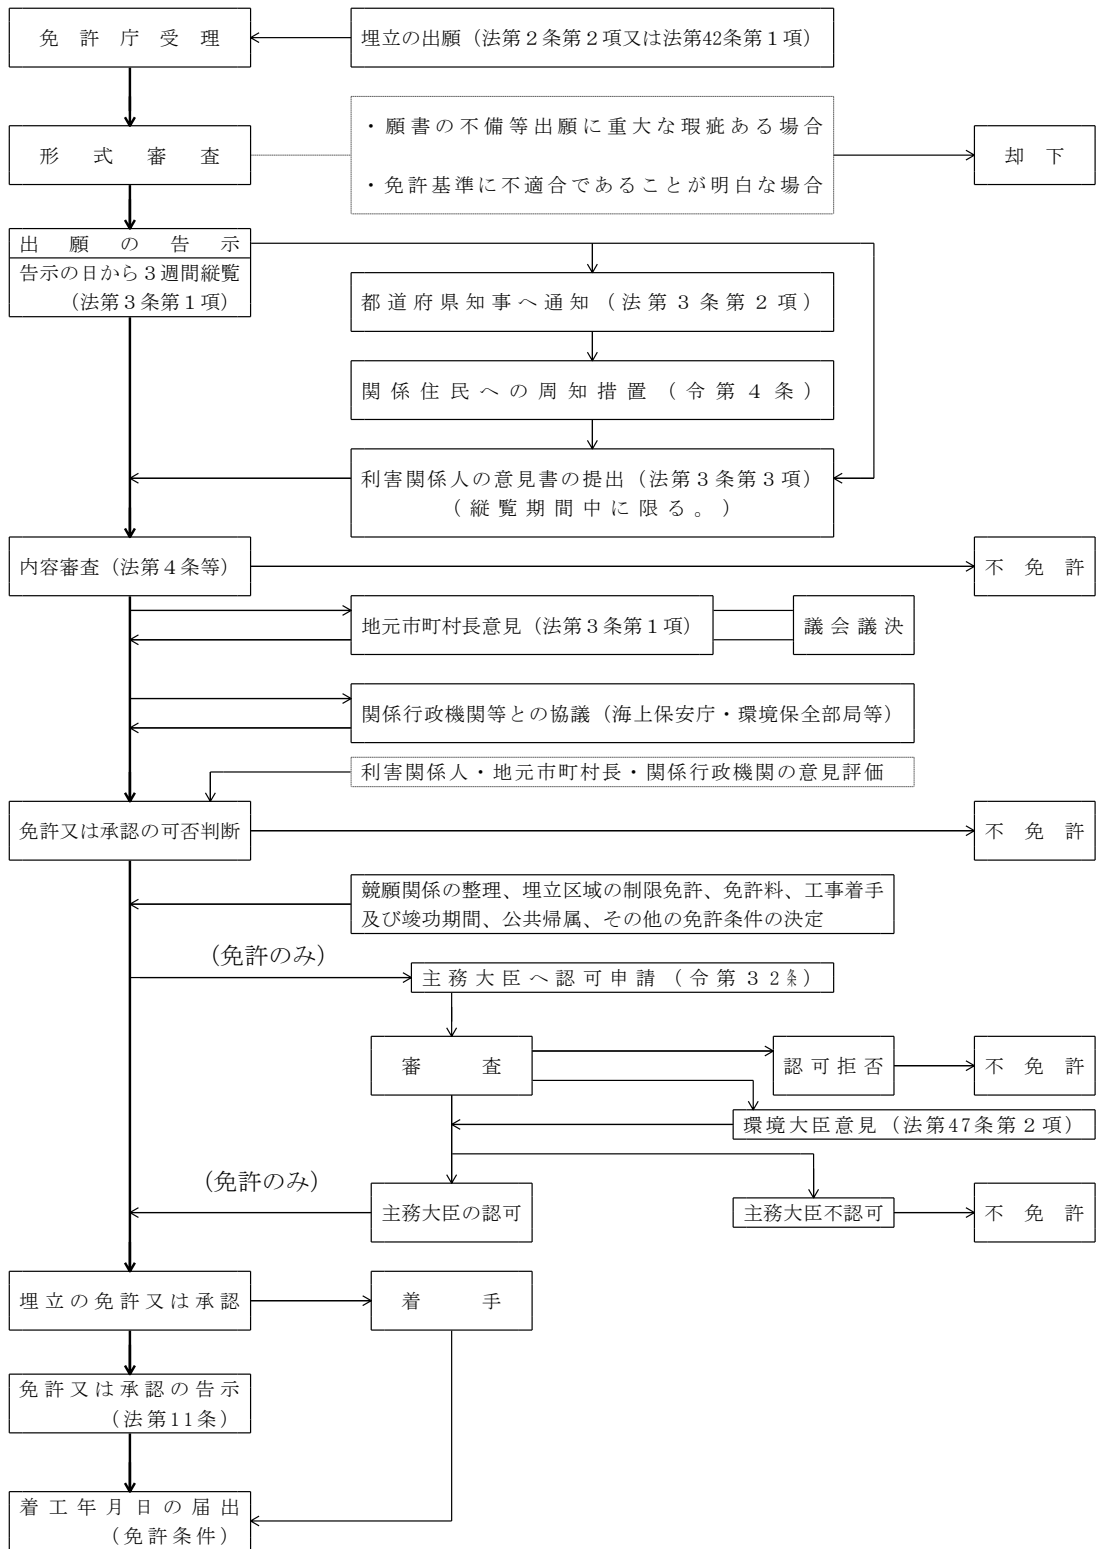 免許庁受理
埋立の出願（法第２条第２項又は法第42条第１項）
・願書の不備等出願に重大な瑕疵ある場合
形式審査
却下
・免許基準に不適合であることが明白な場合
出願の告示
告示の日から３週間縦覧
（法第３条第１項）
都道府県知事へ通知（法第３条第２項）
関係住民への周知措置（令第４条）
利害関係人の意見書の提出（法第３条第３項）
（縦覧期間中に限る。）
内容審査（法第４条等）
不免許
地元市町村長意見（法第３条第１項）
議会議決
関係行政機関等との協議（海上保安庁・環境保全部局等）
利害関係人・地元市町村長・関係行政機関の意見評価
免許又は承認の可否判断
不免許
競願関係の整理、埋立区域の制限免許、免許料、工事着手
及び竣功期間、公共帰属、その他の免許条件の決定
（免許のみ）
主務大臣へ認可申請（令第３２条）
審査
認可拒否
不免許
環境大臣意見（法第47条第２項）
（免許のみ）
主務大臣の認可
主務大臣不認可
不免許
埋立の免許又は承認
着手
免許又は承認の告示
（法第11条）
着工年月日の届出
（免許条件）